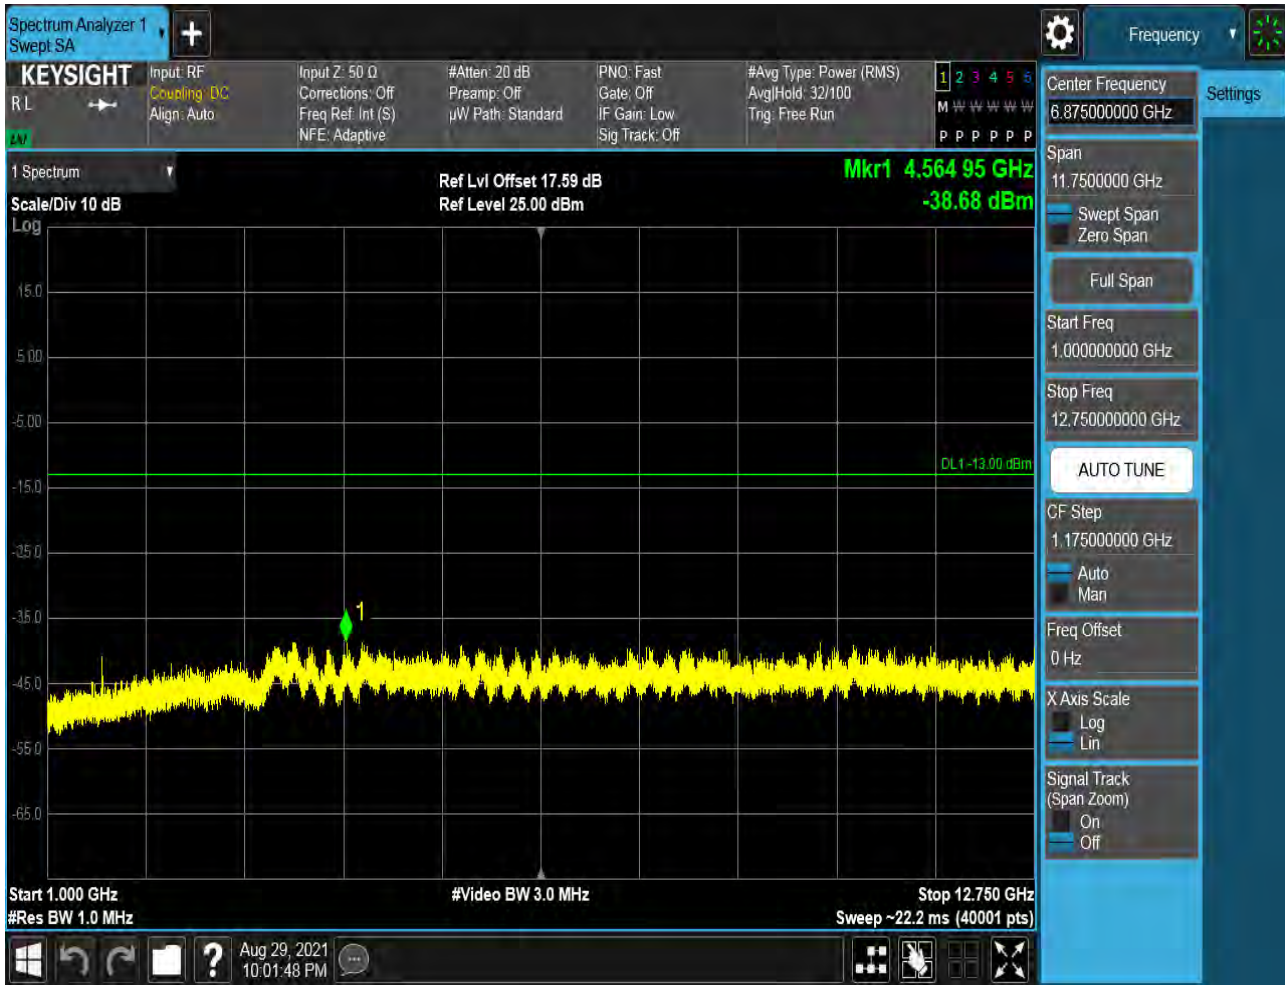 Spectrum Analyzer 1
Swept SA
Frequency
KEYSIGHT
R L
Input: RF
Coupling: DC
Align: Auto
Input Z: 50 Ω
Corrections: Off
Freq Ref: Int (S)
NFE: Adaptive
#Atten: 20 dB
Preamp: Off
µW Path: Standard
PNO: Fast
Gate: Off
IF Gain: Low
Sig Track: Off
#Avg Type: Power (RMS)
Avg|Hold: 32/100
Trig: Free Run
1 2 3 4 5 6
M W W W W W
P P P P P P
1 Spectrum
Scale/Div 10 dB
Log
Ref Lvl Offset 17.59 dB
Ref Level 25.00 dBm
Mkr1 4.564 95 GHz
-38.68 dBm
15.0
5.00
-5.00
DL1 -13.00 dBm
-15.0
-25.0
-35.0
1
-45.0
-55.0
-65.0
Start 1.000 GHz
#Res BW 1.0 MHz
#Video BW 3.0 MHz
Stop 12.750 GHz
Sweep ~22.2 ms (40001 pts)
Aug 29, 2021
10:01:48 PM
Center Frequency
6.875000000 GHz
Settings
Span
11.7500000 GHz
Swept Span
Zero Span
Full Span
Start Freq
1.000000000 GHz
Stop Freq
12.750000000 GHz
AUTO TUNE
CF Step
1.175000000 GHz
Auto
Man
Freq Offset
0 Hz
X Axis Scale
Log
Lin
Signal Track
(Span Zoom)
On
Off